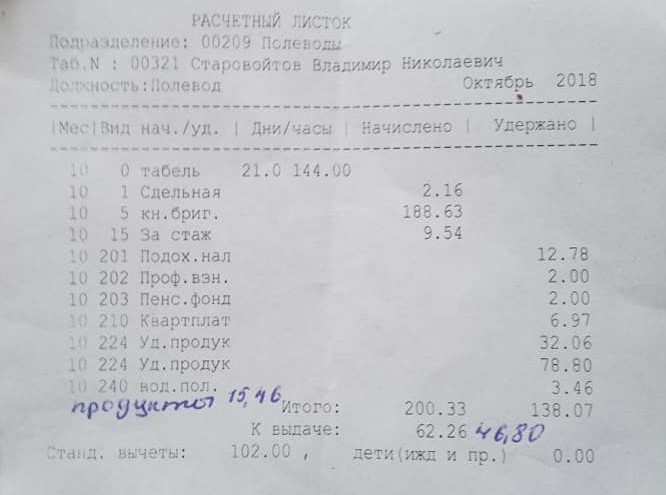 РАСЧЕТНЫЙ ЛИСТОК
Подразделение: 00209 Полеводы
Таб.N : 00321 Старовойтов Владимир Николаевич
Должность:Полевод Октябрь 2018
|Мес|Вид нач./уд. | Дни/часы | Начислено | Удержано |
10 0 табель 21.0 144.00
10 1 Сдельная 2.16
10 5 кн.бриг. 188.63
10 15 За стаж 9.54
10 201 Подох.нал 12.78
10 202 Проф.взн. 2.00
10 203 Пенс.фонд 2.00
10 210 Квартплат 6.97
10 224 Уд.продук 32.06
10 224 Уд.продук 78.80
10 240 вод.пол. 3.46
продукты 15,46 Итого: 200.33 138.07
К выдаче: 62.26 46,80
Станд. вычеты: 102.00 , дети(ижд и пр.) 0.00